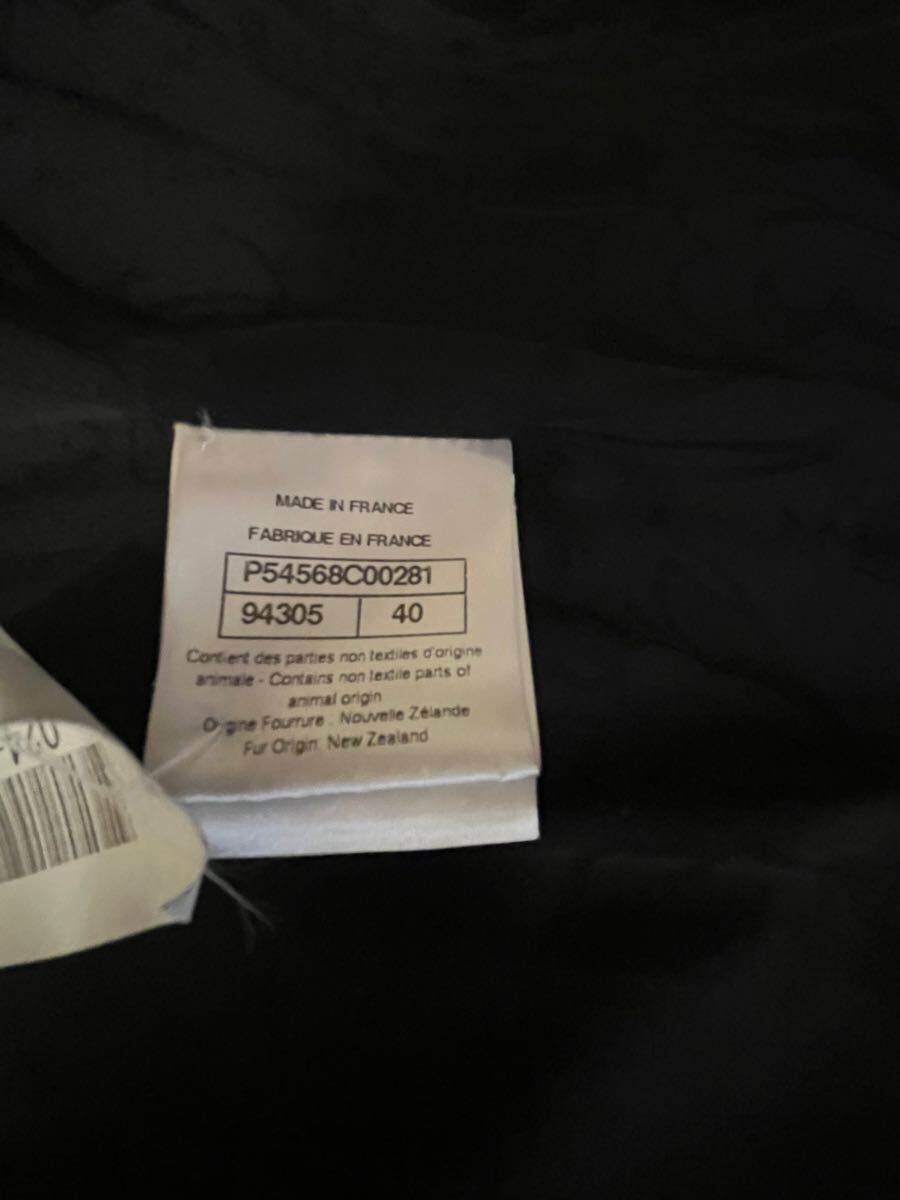 MADE IN FRANCE
FABRIQUE EN FRANCE
P54568C00281
94305 40
Contient des parties non textiles d'origine
animale - Contains non textile parts of
animal origin
Origine Fourrure : Nouvelle Zélande
Fur Origin: New Zealand